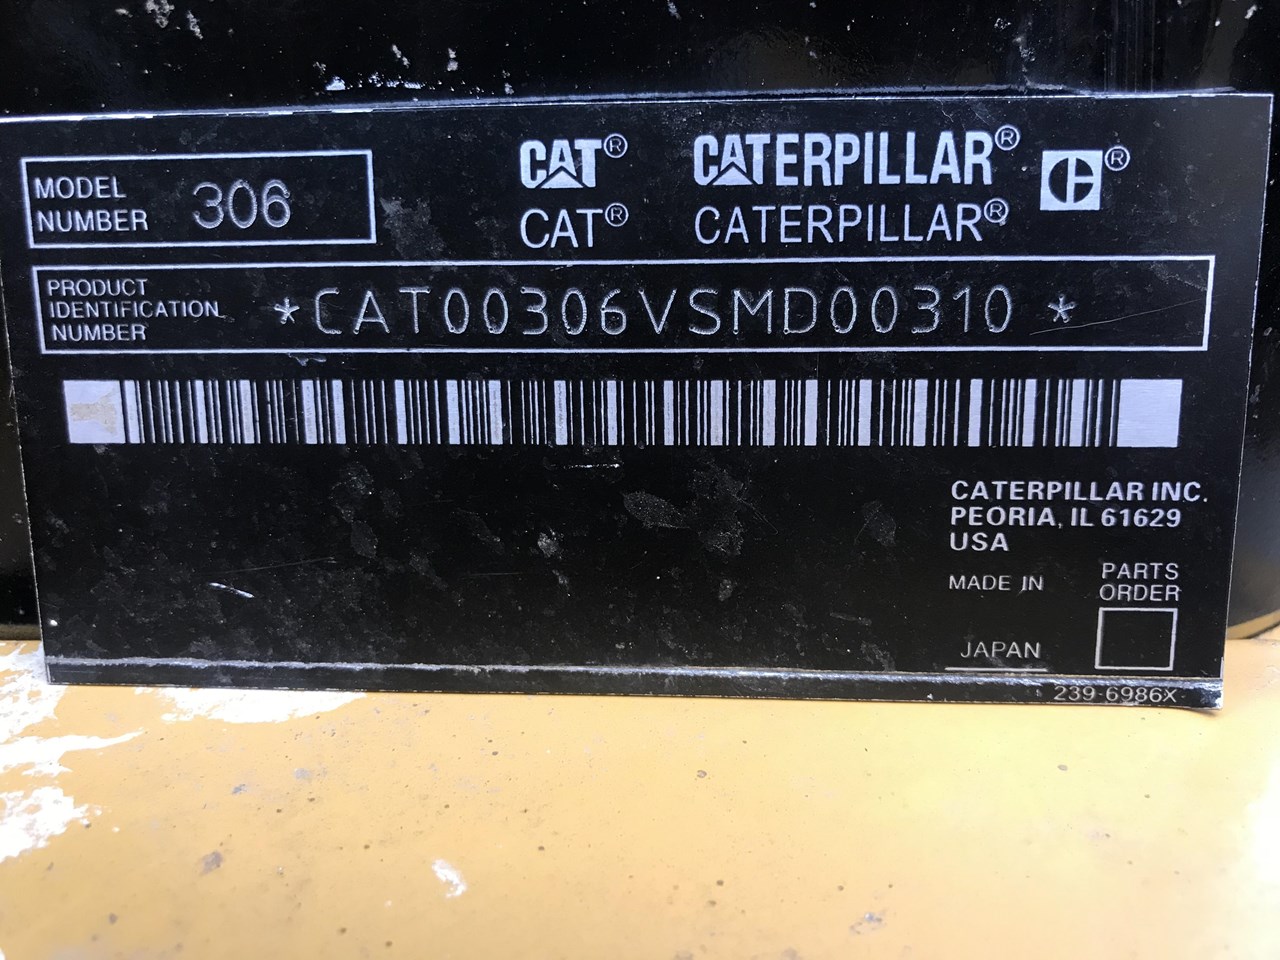 MODEL
NUMBER 306
CAT® CATERPILLAR® ®
CAT® CATERPILLAR®
PRODUCT
IDENTIFICATION
NUMBER
*CAT00306VSMD00310 *
CATERPILLAR INC.
PEORIA, IL 61629
USA
MADE IN
JAPAN
PARTS
ORDER
239-6986X